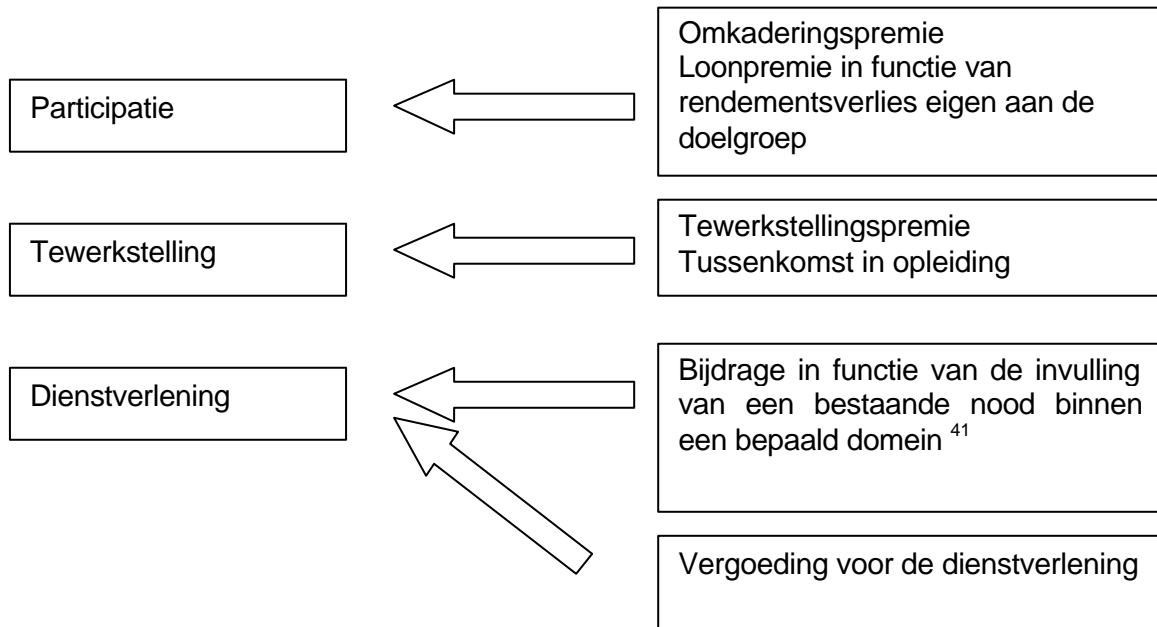 Omkaderingspremie
Loonpremie in functie van
rendementsverlies eigen aan de
doelgroep
Participatie
Tewerkstellingspremie
Tussenkomst in opleiding
Tewerkstelling
Bijdrage in functie van de invulling
van een bestaande nood binnen
een bepaald domein 41
Dienstverlening
Vergoeding voor de dienstverlening